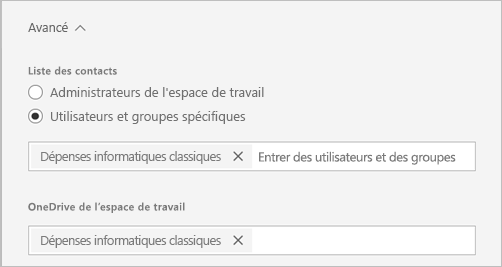 Avancé
Liste des contacts
Administrateurs de l'espace de travail
Utilisateurs et groupes spécifiques
Dépenses informatiques classiques Entrer des utilisateurs et des groupes
OneDrive de l'espace de travail
Dépenses informatiques classiques